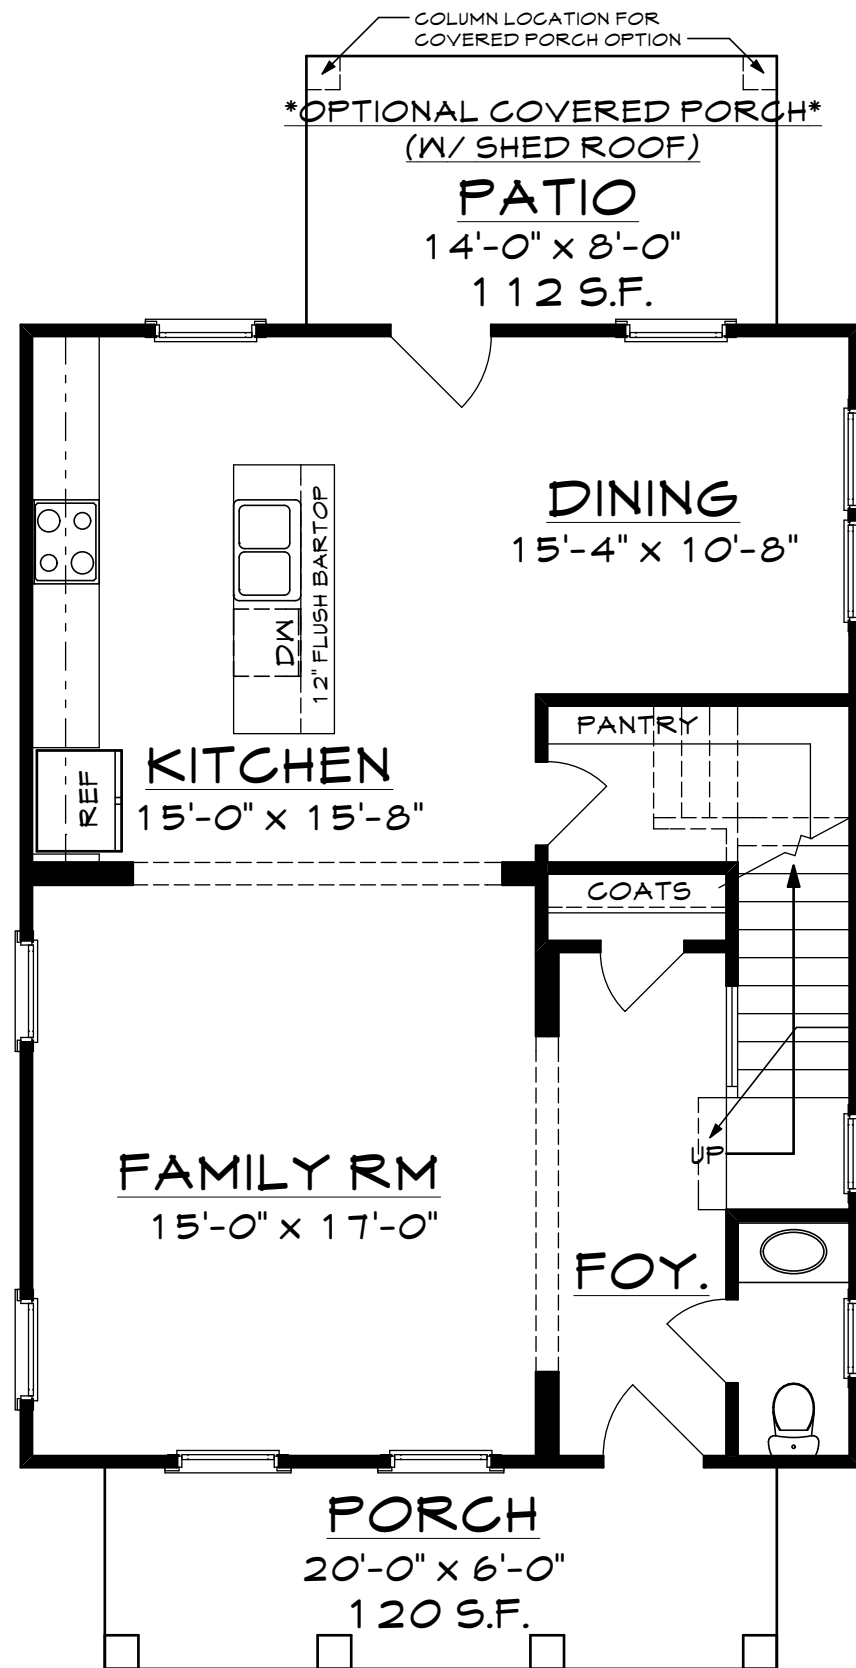 COLUMN LOCATION FOR
COVERED PORCH OPTION
*OPTIONAL COVERED PORCH*
(W/ SHED ROOF)
PATIO
14'-0" x 8'-0"
112 S.F.
DINING
15'-4" x 10'-8"
12" FLUSH BARTOP
DW
PANTRY
KITCHEN
15'-0" x 15'-8"
REF
COATS
FAMILY RM
15'-0" x 17'-0"
UP
FOY.
PORCH
20'-0" x 6'-0"
120 S.F.